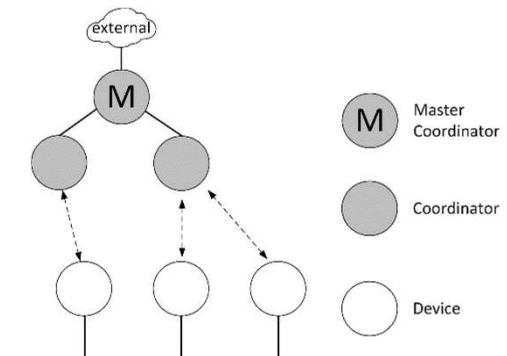 external
M
M
Master
Coordinator
Coordinator
Device